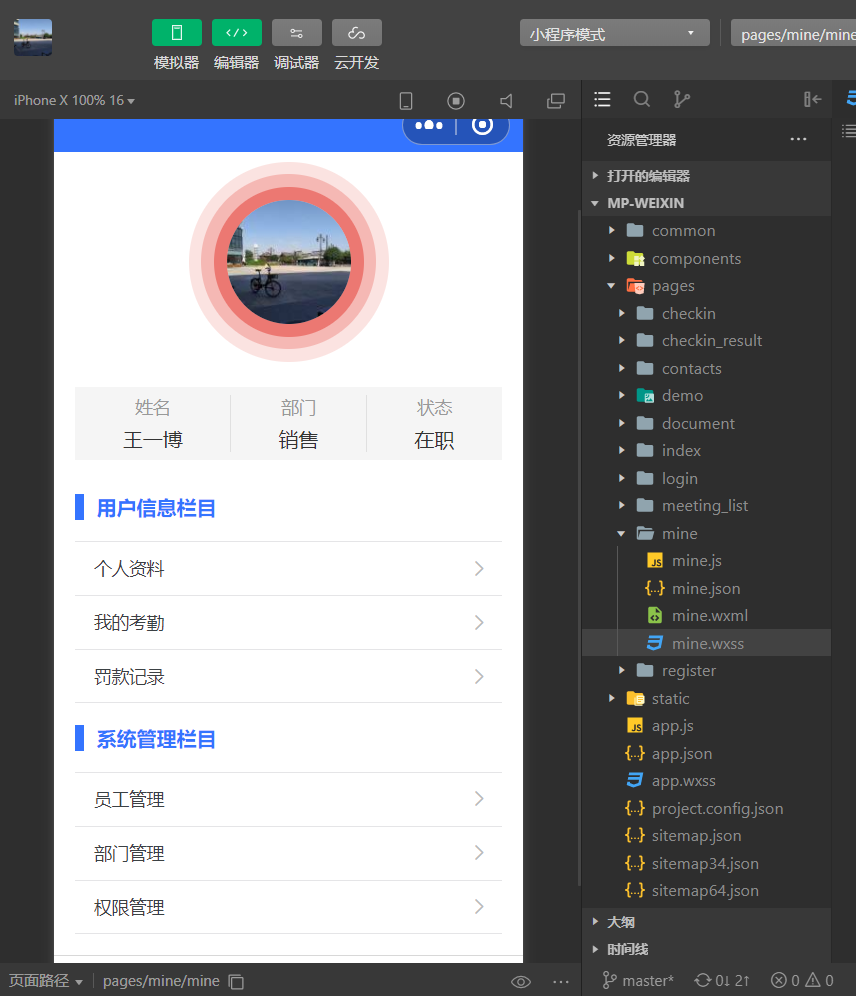 模拟器 编辑器 调试器 云开发
小程序模式
pages/mine/mine
iPhone X 100% 16
资源管理器
打开的编辑器
MP-WEIXIN
common
components
pages
checkin
checkin_result
contacts
demo
document
index
login
meeting_list
mine
JS mine.js
{..} mine.json
mine.wxml
mine.wxss
register
static
JS app.js
{..} app.json
app.wxss
{..} project.config.json
{..} sitemap.json
{..} sitemap34.json
{..} sitemap64.json
大纲
时间线
姓名 部门 状态
王一博 销售 在职
用户信息栏目
个人资料
我的考勤
罚款记录
系统管理栏目
员工管理
部门管理
权限管理
页面路径 pages/mine/mine
master* 0↓ 2↑ 0 0